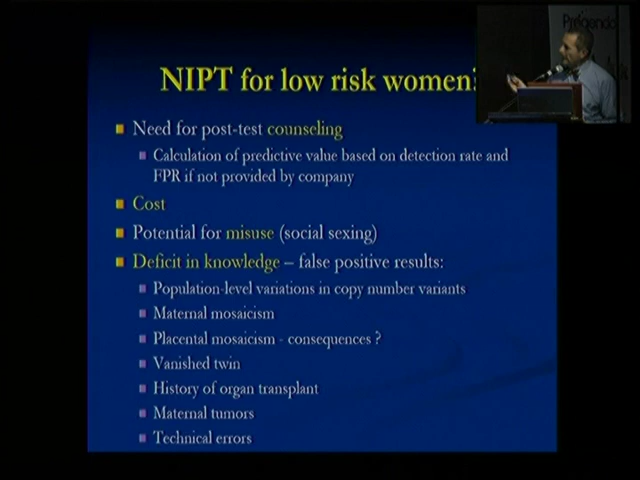 NIPT for low risk women?
Need for post-test counseling
Calculation of predictive value based on detection rate and
FPR if not provided by company
Cost
Potential for misuse (social sexing)
Deficit in knowledge – false positive results:
Population-level variations in copy number variants
Maternal mosaicism
Placental mosaicism - consequences ?
Vanished twin
History of organ transplant
Maternal tumors
Technical errors